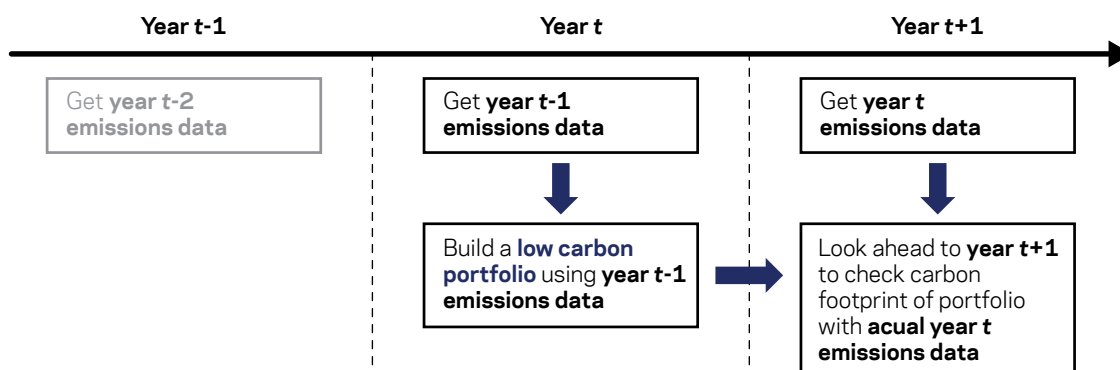 Year t-1
Year t
Year t+1
Get year t-2
emissions data
Get year t-1
emissions data
Get year t
emissions data
Build a low carbon
portfolio using year t-1
emissions data
Look ahead to year t+1
to check carbon
footprint of portfolio
with acual year t
emissions data